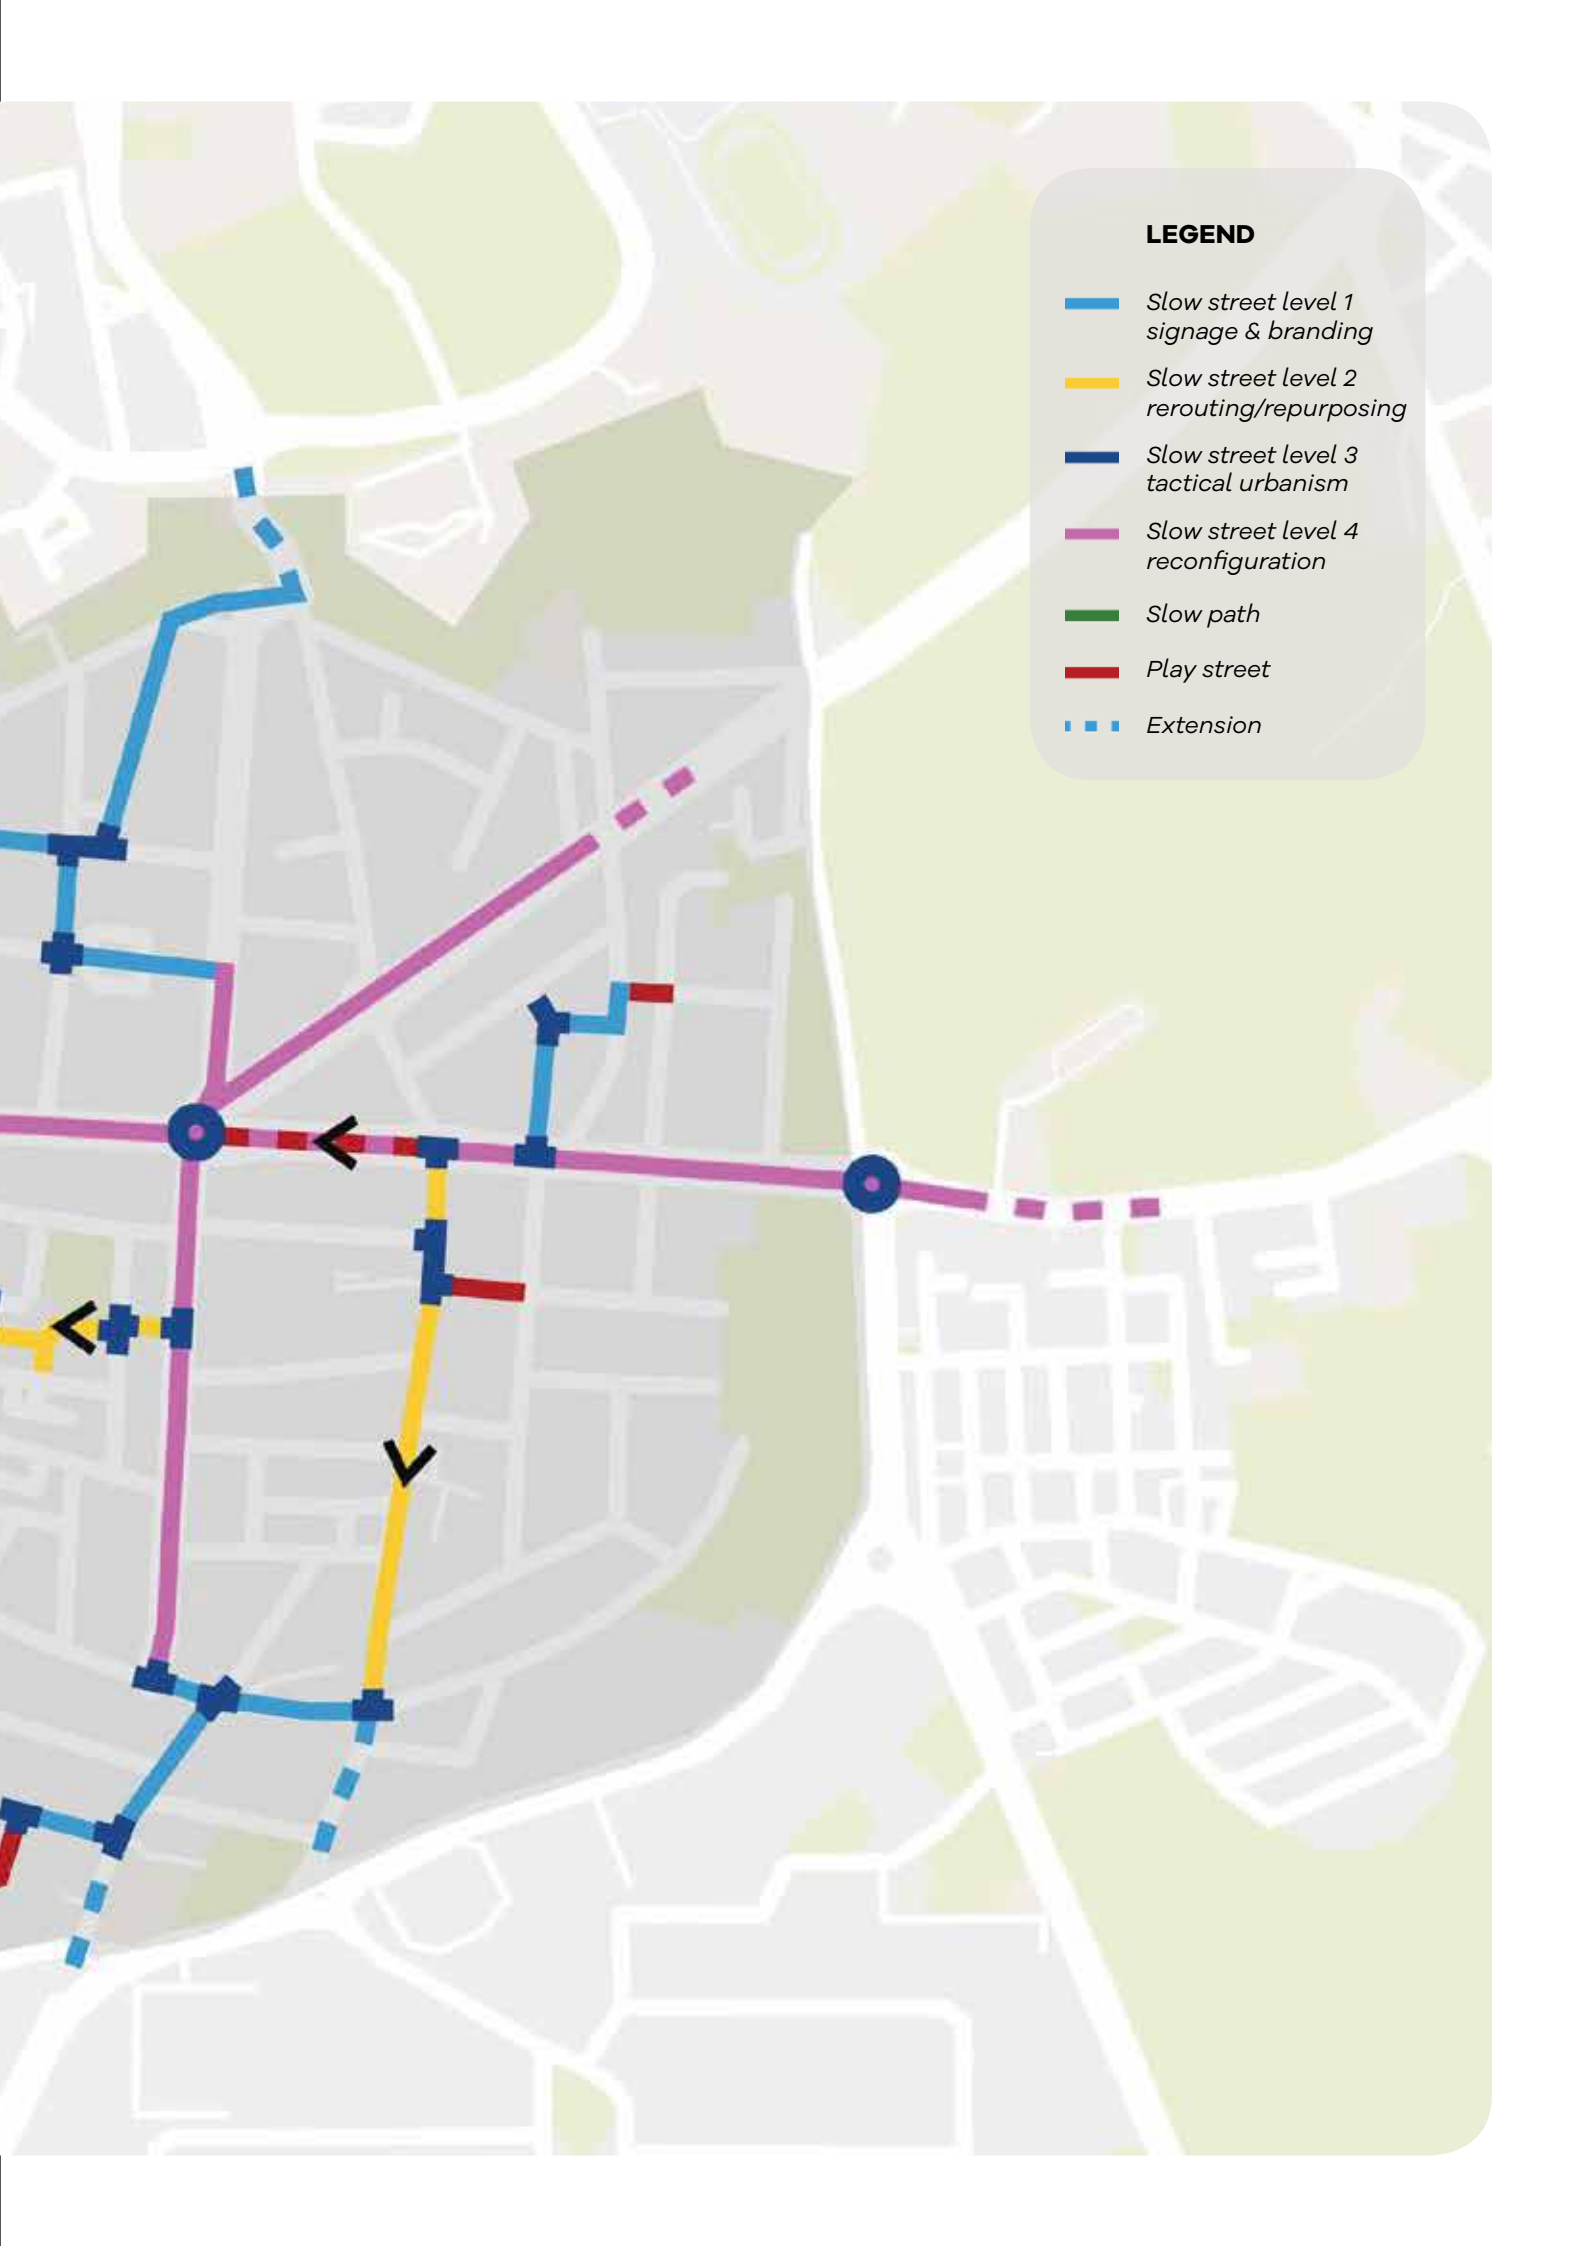 LEGEND
Slow street level 1
signage & branding
Slow street level 2
rerouting/repurposing
Slow street level 3
tactical urbanism
Slow street level 4
reconfiguration
Slow path
Play street
Extension